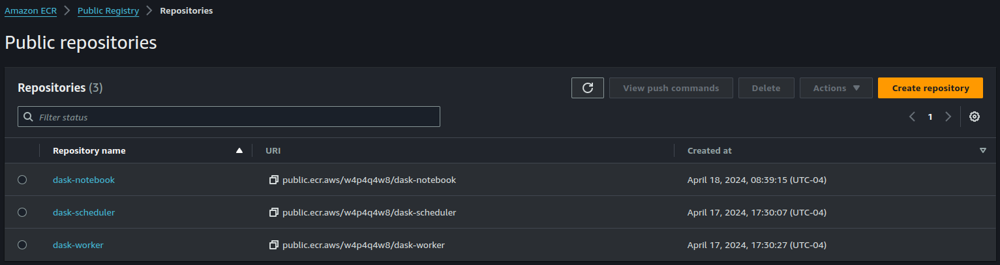 Amazon ECR > Public Registry > Repositories
Public repositories
Repositories (3) View push commands Delete Actions Create repository
Filter status 1
Repository name URI Created at
dask-notebook public.ecr.aws/w4p4q4w8/dask-notebook April 18, 2024, 08:39:15 (UTC-04)
dask-scheduler public.ecr.aws/w4p4q4w8/dask-scheduler April 17, 2024, 17:30:07 (UTC-04)
dask-worker public.ecr.aws/w4p4q4w8/dask-worker April 17, 2024, 17:30:27 (UTC-04)